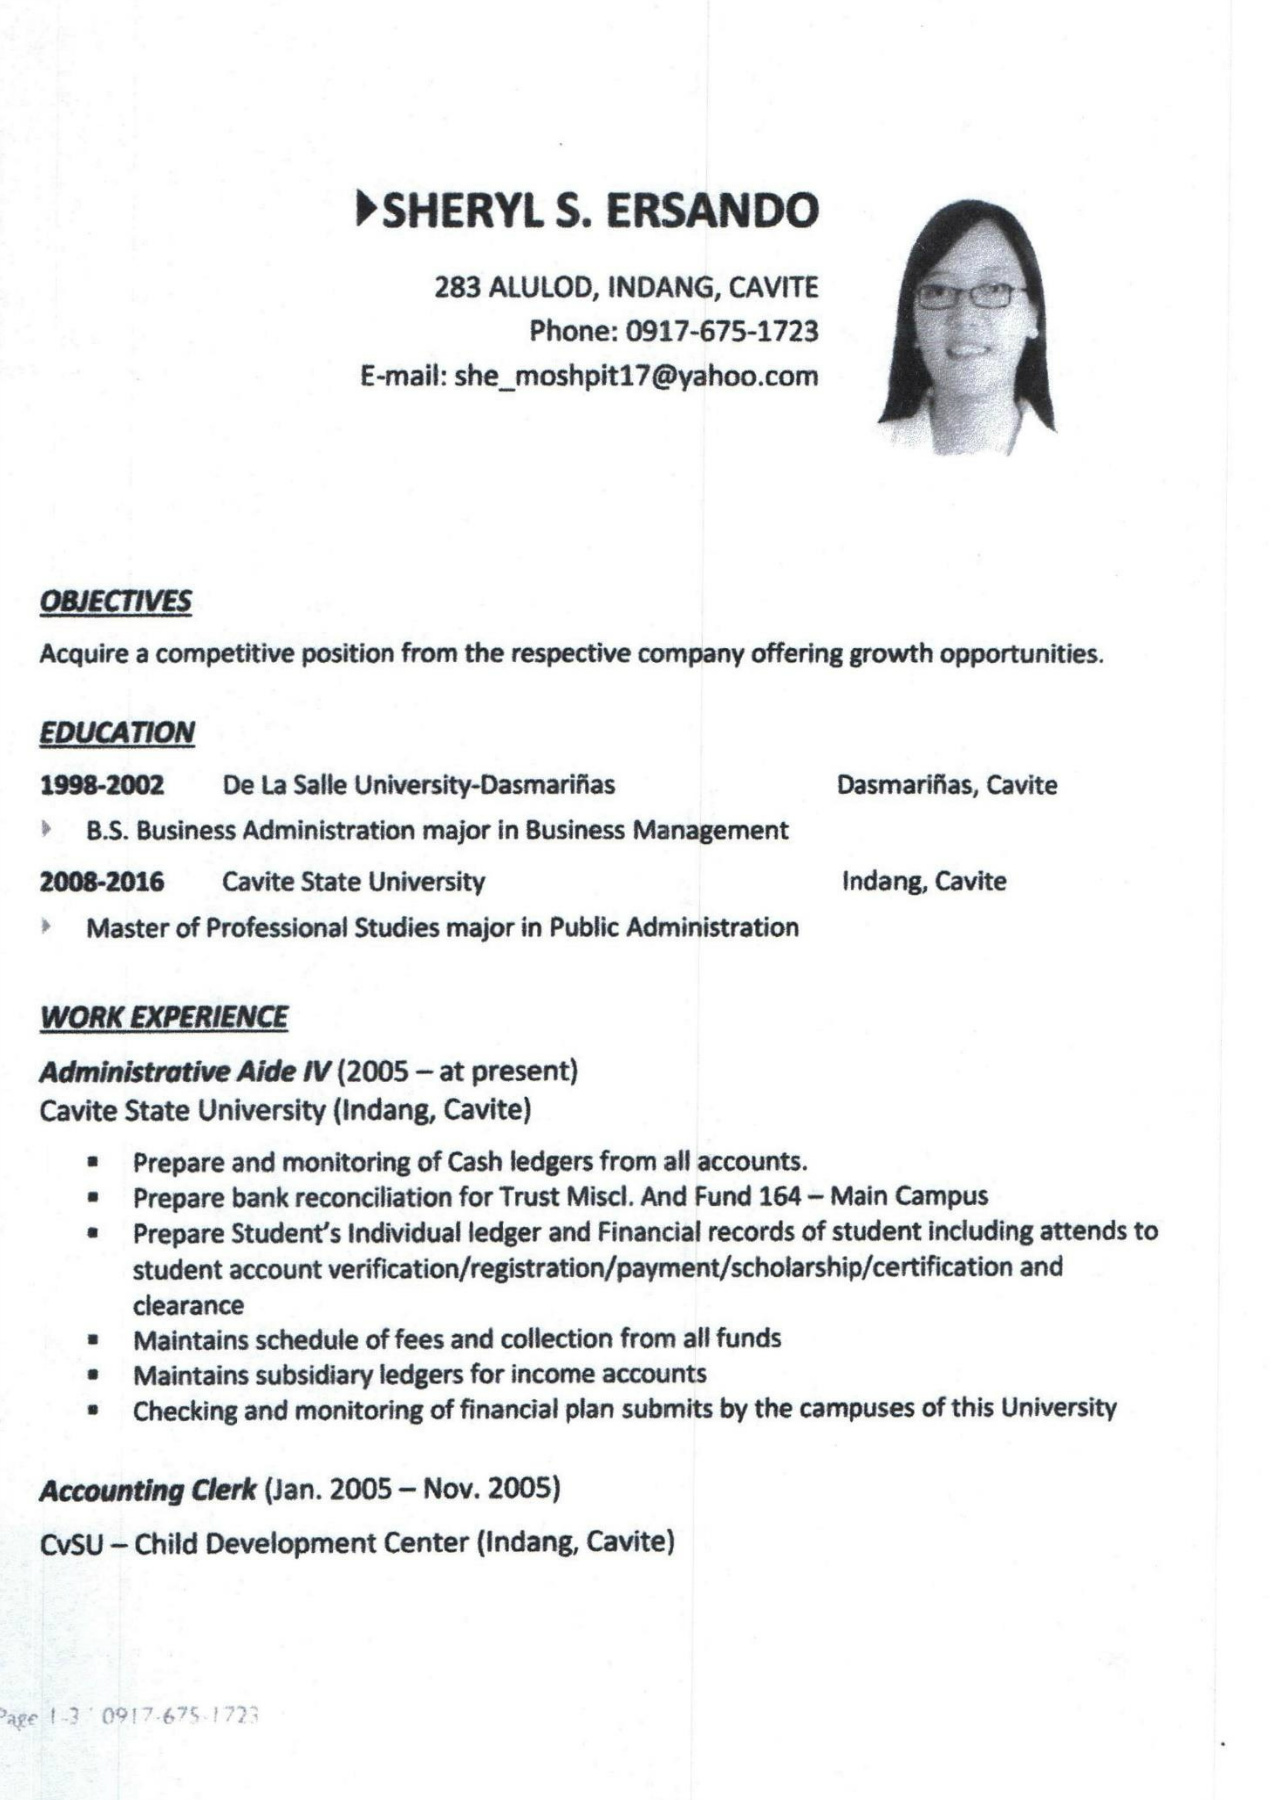 SHERYL S. ERSANDO
283 ALULOD, INDANG, CAVITE
Phone: 0917-675-1723
E-mail: she_moshpit17@yahoo.com
OBJECTIVES
Acquire a competitive position from the respective company offering growth opportunities.
EDUCATION
1998-2002 De La Salle University-Dasmariñas Dasmariñas, Cavite
B.S. Business Administration major in Business Management
2008-2016 Cavite State University Indang, Cavite
Master of Professional Studies major in Public Administration
WORK EXPERIENCE
Administrative Aide IV (2005 – at present)
Cavite State University (Indang, Cavite)
▪ Prepare and monitoring of Cash ledgers from all accounts.
▪ Prepare bank reconciliation for Trust Miscl. And Fund 164 – Main Campus
▪ Prepare Student's Individual ledger and Financial records of student including attends to
student account verification/registration/payment/scholarship/certification and
clearance
▪ Maintains schedule of fees and collection from all funds
▪ Maintains subsidiary ledgers for income accounts
▪ Checking and monitoring of financial plan submits by the campuses of this University
Accounting Clerk (Jan. 2005 – Nov. 2005)
CvSU – Child Development Center (Indang, Cavite)
Page 1-3 0917-675-1723